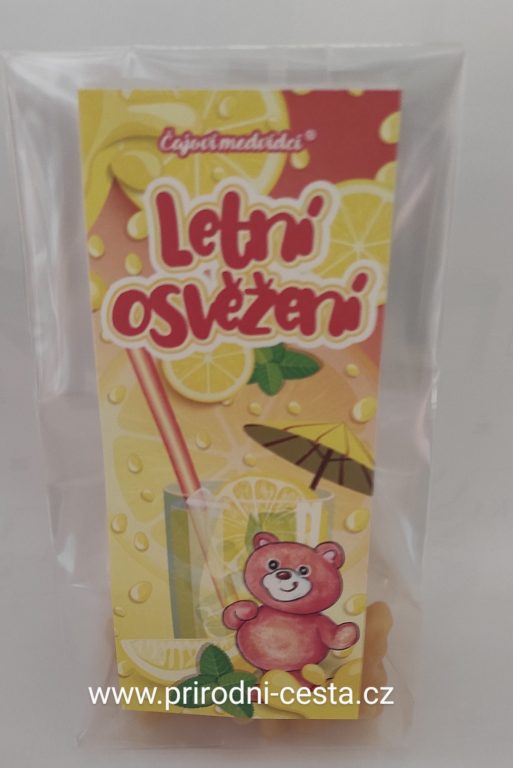 Čajoví medvídci®
Letní
osvěžení
www.prirodni-cesta.cz